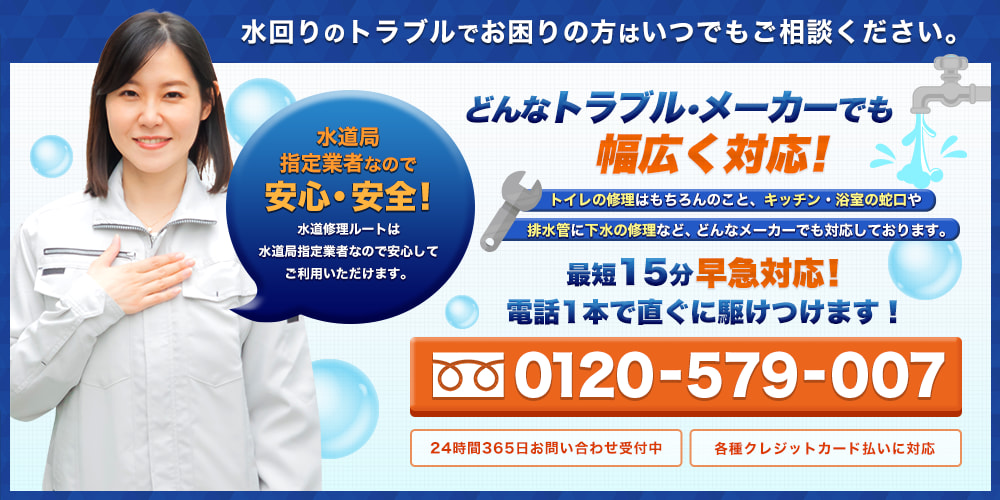 水回りのトラブルでお困りの方はいつでもご相談ください。
水道局
指定業者なので
安心・安全!
水道修理ルートは
水道局指定業者なので安心して
ご利用いただけます。
どんなトラブル・メーカーでも
幅広く対応!
トイレの修理はもちろんのこと、キッチン・浴室の蛇口や
排水管に下水の修理など、どんなメーカーでも対応しております。
最短15分早急対応!
電話1本で直ぐに駆けつけます!
0120-579-007
24時間365日お問い合わせ受付中
各種クレジットカード払いに対応